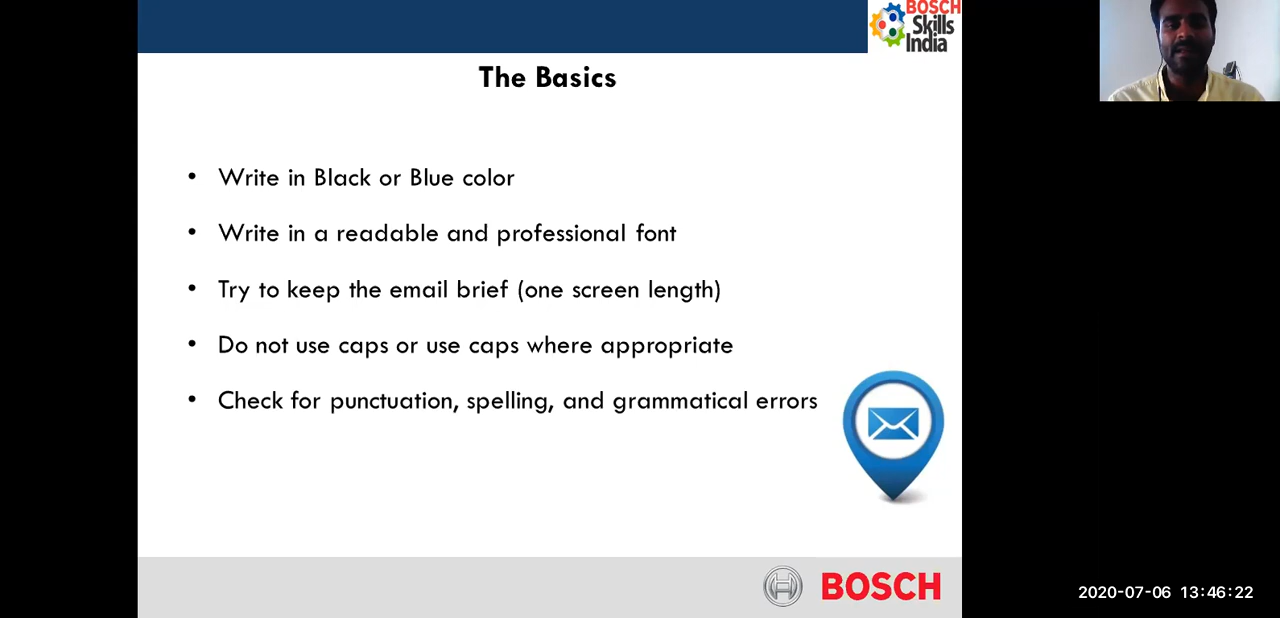 BOSCH
Skills
India
The Basics
• Write in Black or Blue color
• Write in a readable and professional font
• Try to keep the email brief (one screen length)
• Do not use caps or use caps where appropriate
• Check for punctuation, spelling, and grammatical errors
BOSCH
2020-07-06 13:46:22